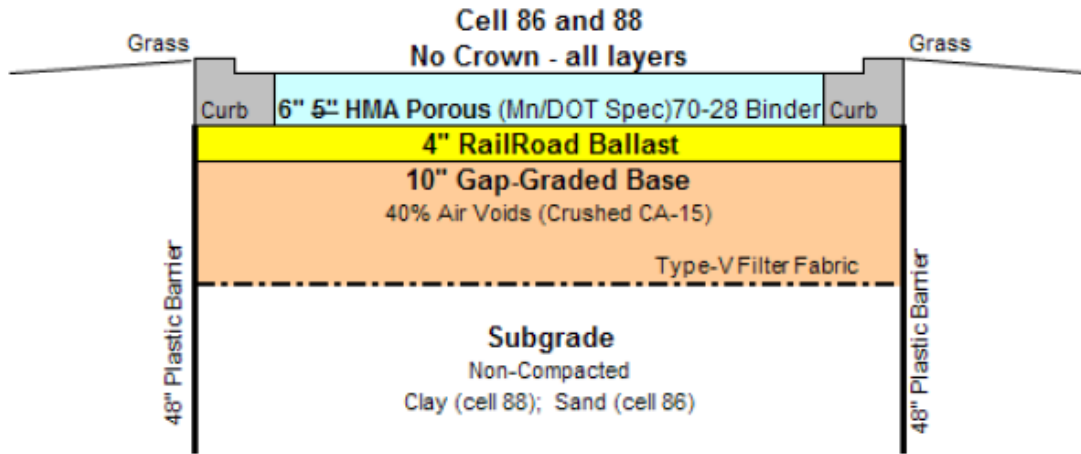 Cell 86 and 88
No Crown - all layers
Grass
Grass
Curb
6" 5" HMA Porous (Mn/DOT Spec)70-28 Binder
Curb
4" RailRoad Ballast
10" Gap-Graded Base
40% Air Voids (Crushed CA-15)
Type-V Filter Fabric
48" Plastic Barrier
48" Plastic Barrier
Subgrade
Non-Compacted
Clay (cell 88); Sand (cell 86)